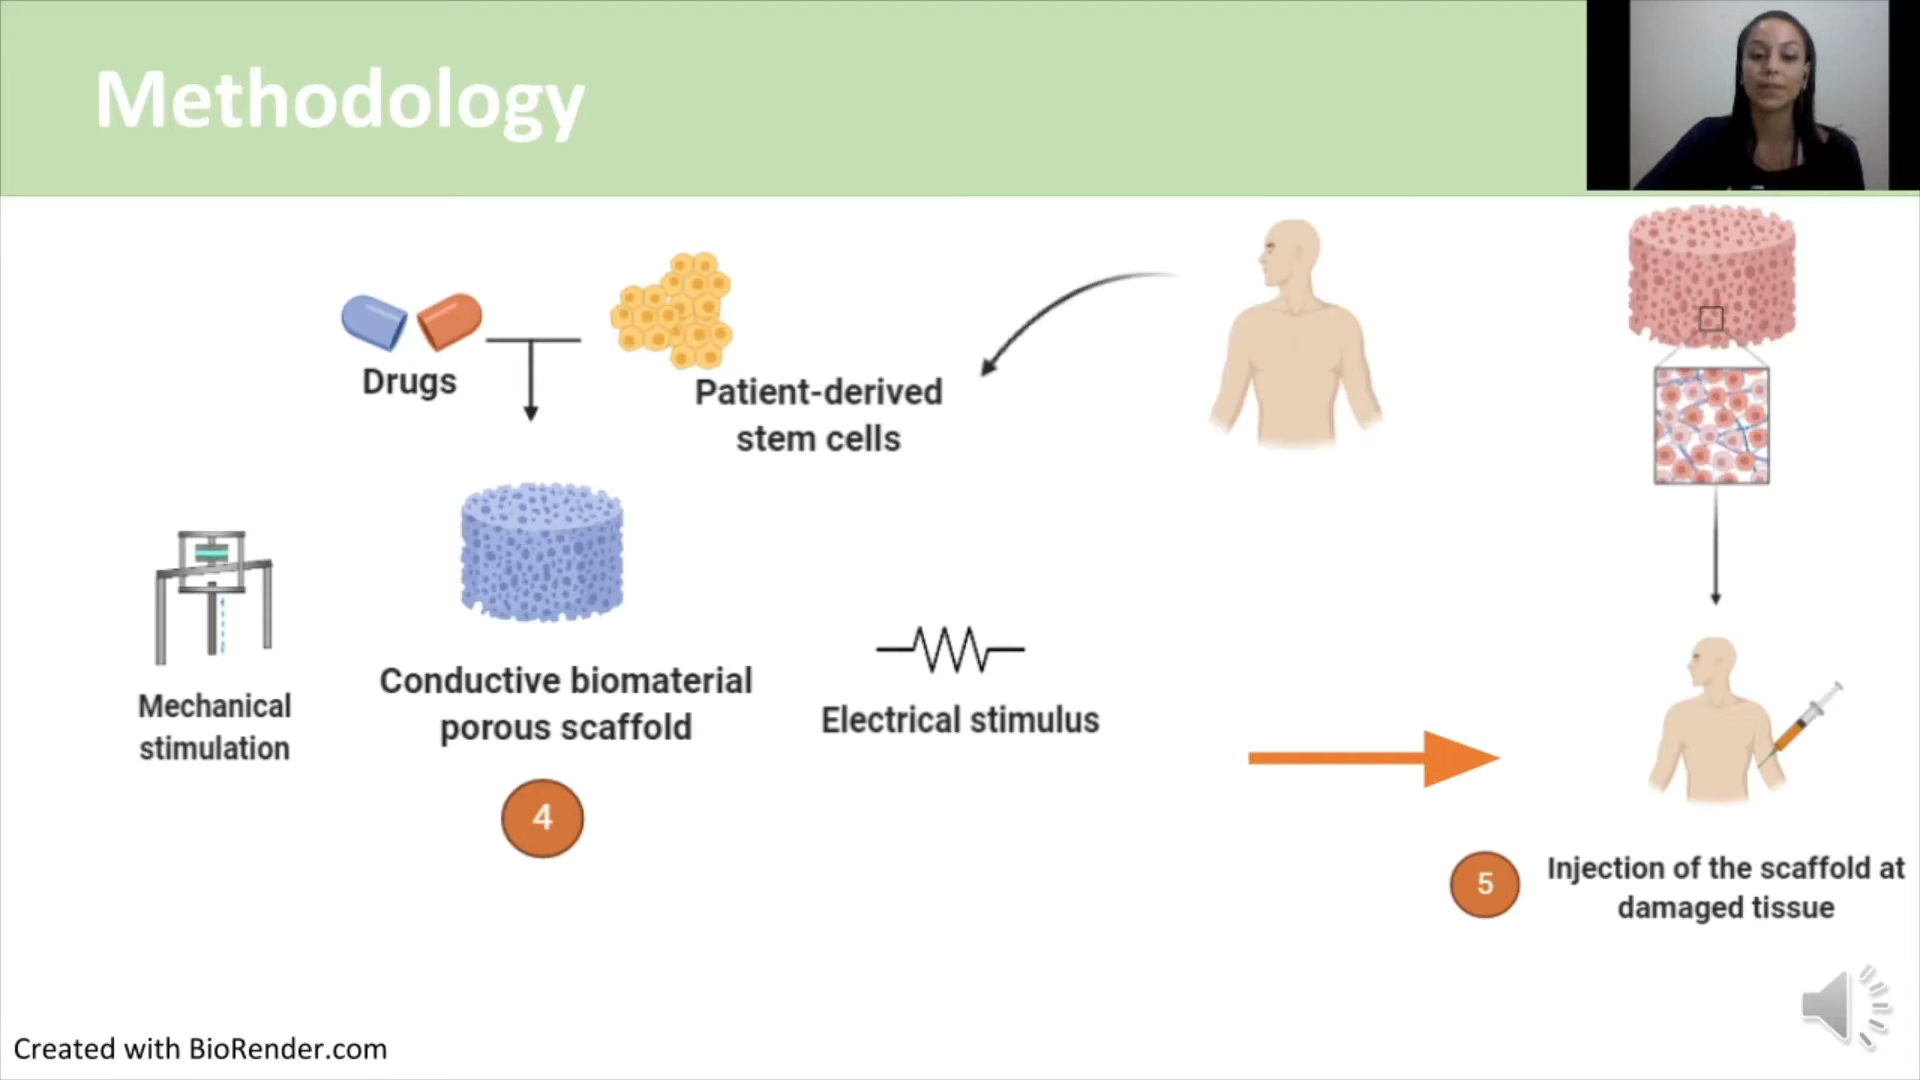 Methodology
Drugs
Patient-derived
stem cells
Mechanical
stimulation
Conductive biomaterial
porous scaffold
Electrical stimulus
4
5
Injection of the scaffold at
damaged tissue
Created with BioRender.com